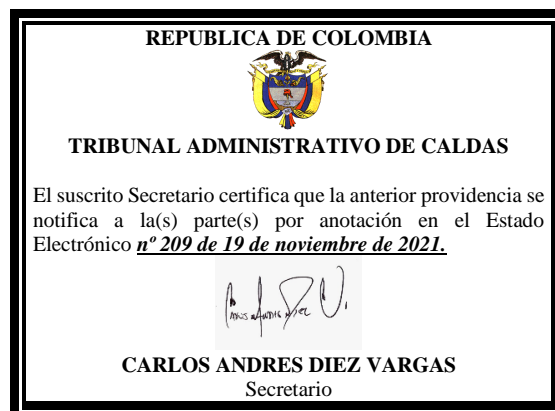 REPUBLICA DE COLOMBIA
TRIBUNAL ADMINISTRATIVO DE CALDAS
El suscrito Secretario certifica que la anterior providencia se
notifica a la(s) parte(s) por anotación en el Estado
Electrónico nº 209 de 19 de noviembre de 2021.
CARLOS ANDRES DIEZ VARGAS
Secretario